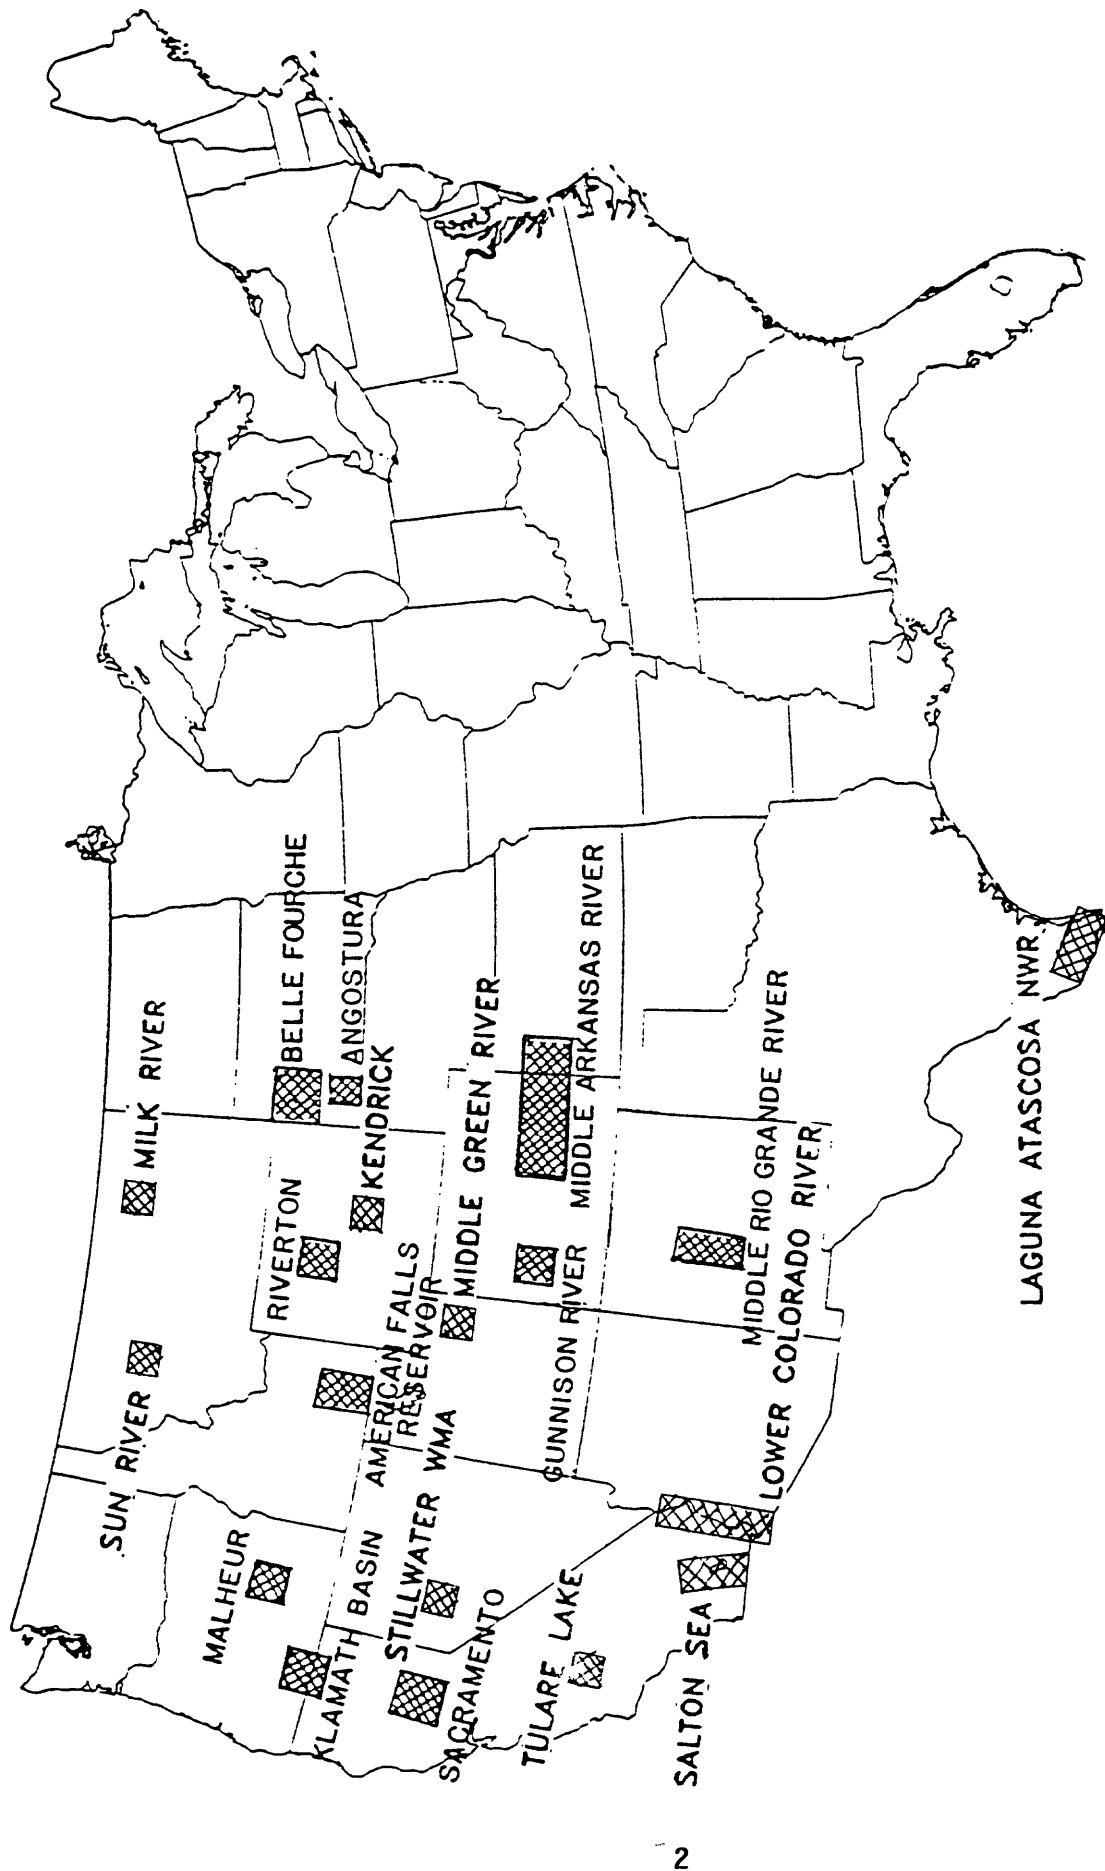 SUN RIVER
MILK RIVER
MALHEUR
RIVERTON
BELLE FOURCHE
ANGOSTURA
KENDRICK
KLAMATH BASIN
AMERICAN FALLS
RESERVOIR
STILLWATER WMA
MIDDLE GREEN RIVER
SACRAMENTO
TULARE LAKE
GUNNISON RIVER
MIDDLE ARKANSAS RIVER
SALTON SEA
LOWER COLORADO RIVER
MIDDLE RIO GRANDE RIVER
LAGUNA ATASCOSA NWR
2